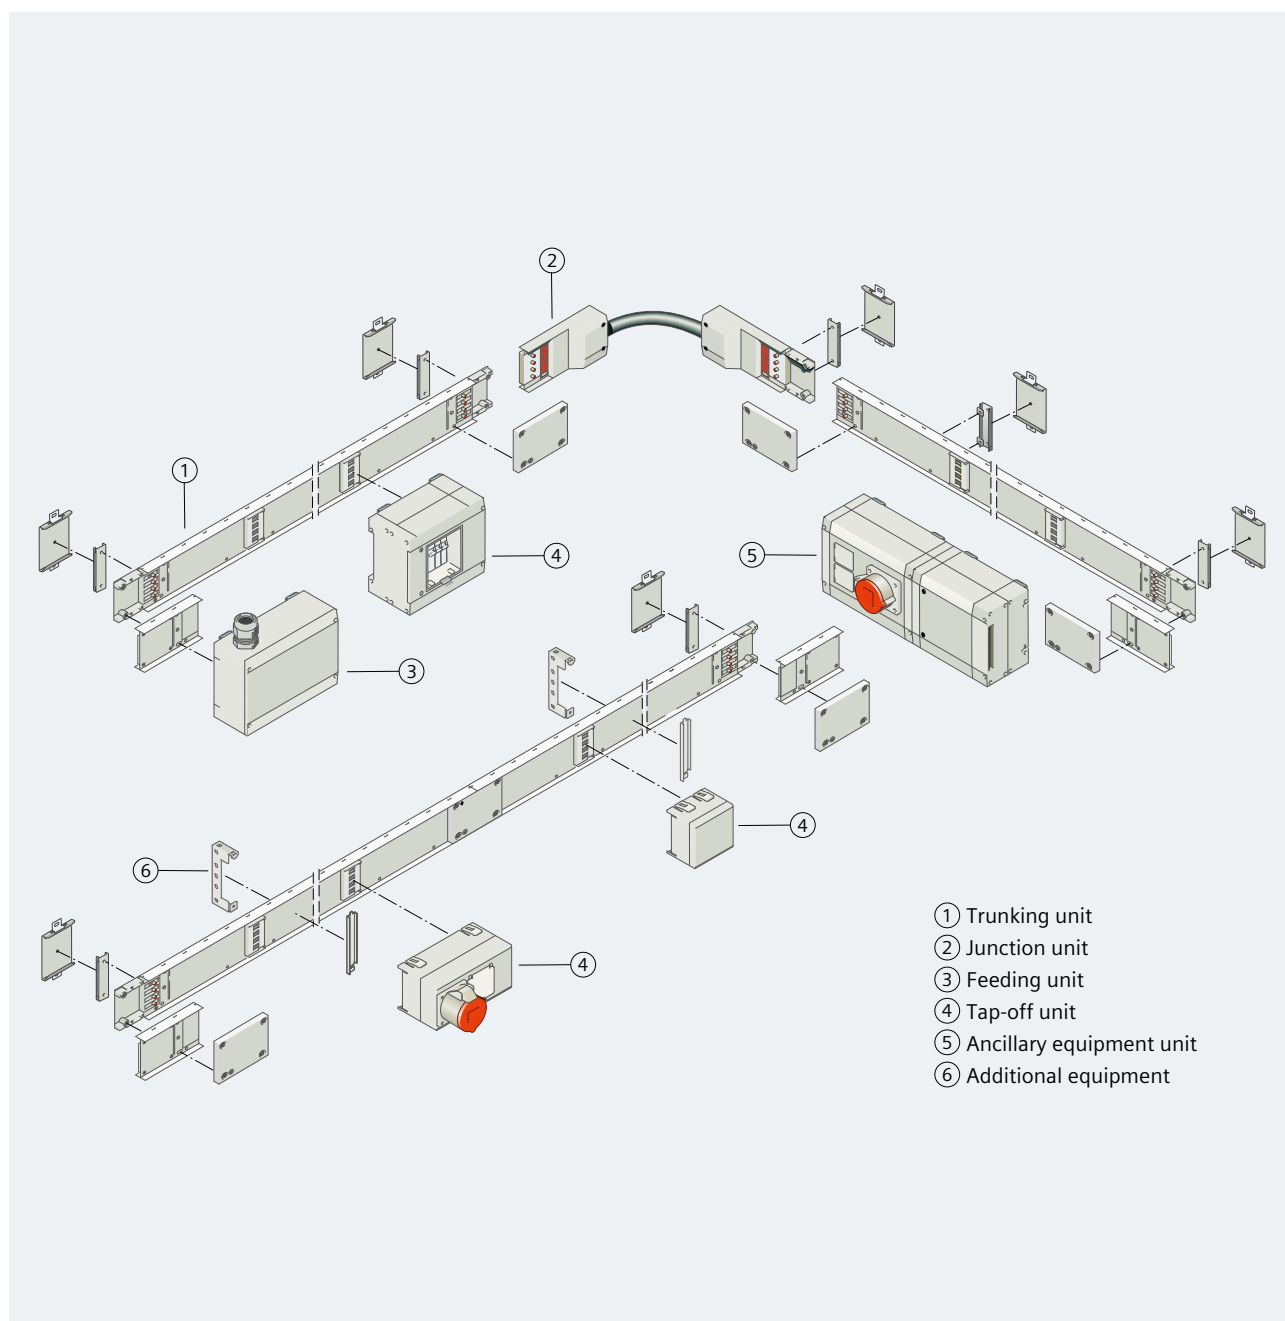 2
1
4
5
3
4
6
4
1 Trunking unit
2 Junction unit
3 Feeding unit
4 Tap-off unit
5 Ancillary equipment unit
6 Additional equipment